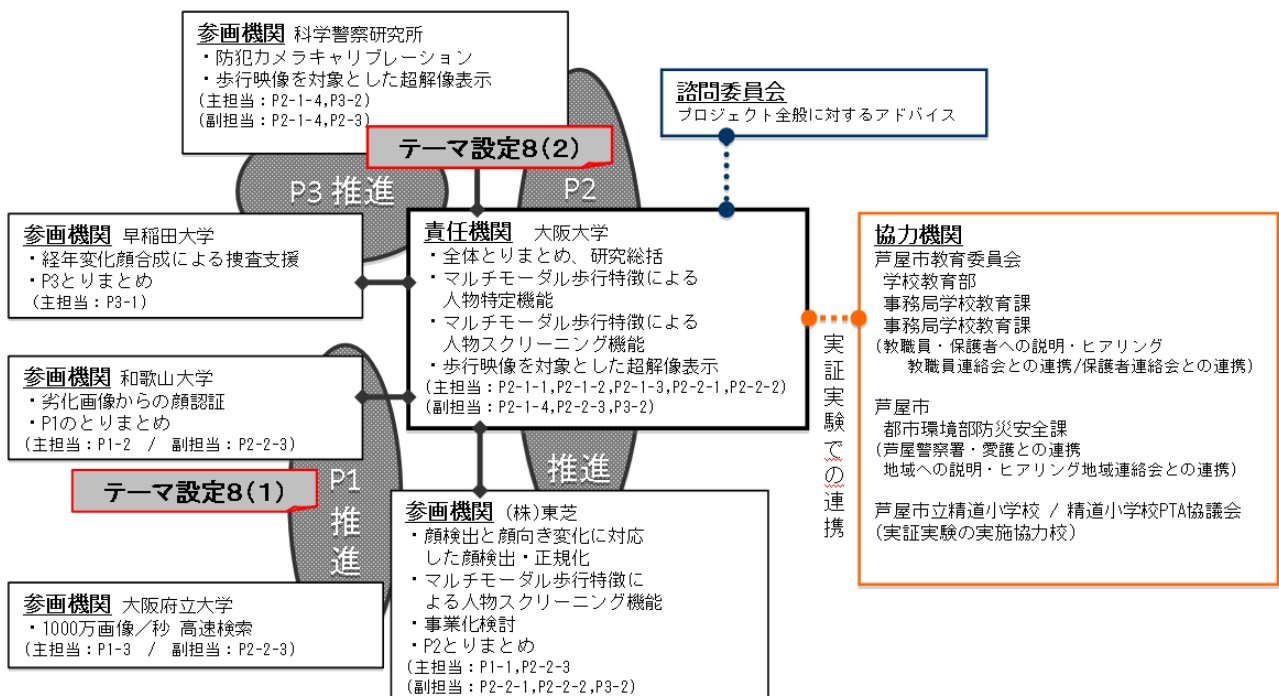 参画機関 科学警察研究所
・防犯カメラキャリブレーション
・歩行映像を対象とした超解像表示
(主担当：P2-1-4,P3-2)
(副担当：P2-1-4,P2-3)
テーマ設定8(2)
P3 推進
P2
諮問委員会
プロジェクト全般に対するアドバイス
参画機関 早稲田大学
・経年変化顔合成による捜査支援
・P3とりまとめ
(主担当：P3-1)
責任機関 大阪大学
・全体とりまとめ、研究総括
・マルチモーダル歩行特徴による
人物特定機能
・マルチモーダル歩行特徴による
人物スクリーニング機能
・歩行映像を対象とした超解像表示
(主担当：P2-1-1,P2-1-2,P2-1-3,P2-2-1,P2-2-2)
(副担当：P2-1-4,P2-2-3,P3-2)
推進
実証実験での連携
協力機関
芦屋市教育委員会
学校教育部
事務局学校教育課
事務局学校教育課
(教職員・保護者への説明・ヒアリング
教職員連絡会との連携/保護者連絡会との連携)
芦屋市
都市環境部防災安全課
(芦屋警察署・愛護との連携
地域への説明・ヒアリング地域連絡会との連携)
芦屋市立精道小学校 / 精道小学校PTA協議会
(実証実験の実施協力校)
参画機関 和歌山大学
・劣化画像からの顔認証
・P1のとりまとめ
(主担当：P1-2 / 副担当：P2-2-3)
テーマ設定8(1)
P1推進
参画機関 大阪府立大学
・1000万画像／秒 高速検索
(主担当：P1-3 / 副担当：P2-2-3)
参画機関 (株)東芝
・顔検出と顔向き変化に対応
した顔検出・正規化
・マルチモーダル歩行特徴に
よる人物スクリーニング機能
・事業化検討
・P2とりまとめ
(主担当：P1-1,P2-2-3
(副担当：P2-2-1,P2-2-2,P3-2)